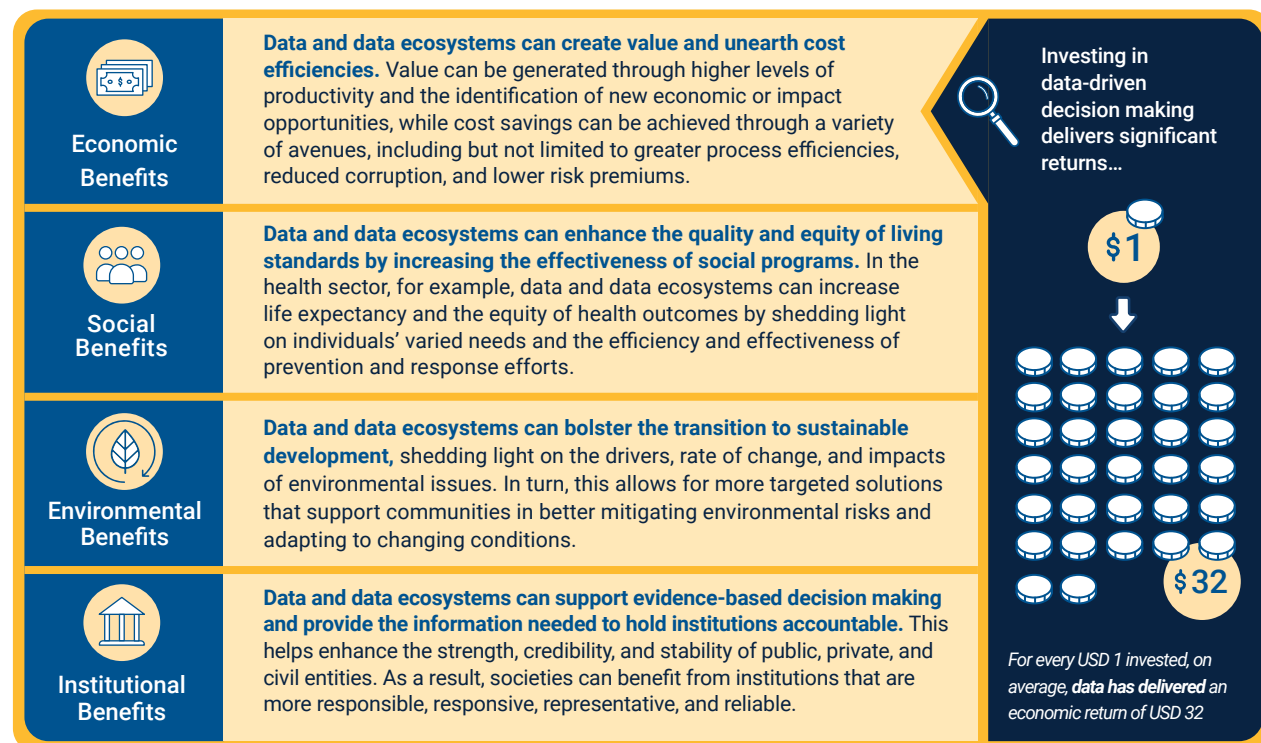 Economic
Benefits
Data and data ecosystems can create value and unearth cost
efficiencies. Value can be generated through higher levels of
productivity and the identification of new economic or impact
opportunities, while cost savings can be achieved through a variety
of avenues, including but not limited to greater process efficiencies,
reduced corruption, and lower risk premiums.
Social
Benefits
Data and data ecosystems can enhance the quality and equity of living
standards by increasing the effectiveness of social programs. In the
health sector, for example, data and data ecosystems can increase
life expectancy and the equity of health outcomes by shedding light
on individuals’ varied needs and the efficiency and effectiveness of
prevention and response efforts.
Environmental
Benefits
Data and data ecosystems can bolster the transition to sustainable
development, shedding light on the drivers, rate of change, and impacts
of environmental issues. In turn, this allows for more targeted solutions
that support communities in better mitigating environmental risks and
adapting to changing conditions.
Institutional
Benefits
Data and data ecosystems can support evidence-based decision making
and provide the information needed to hold institutions accountable. This
helps enhance the strength, credibility, and stability of public, private, and
civil entities. As a result, societies can benefit from institutions that are
more responsible, responsive, representative, and reliable.
Investing in
data-driven
decision making
delivers significant
returns…
$1
$32
For every USD 1 invested, on
average, data has delivered an
economic return of USD 32